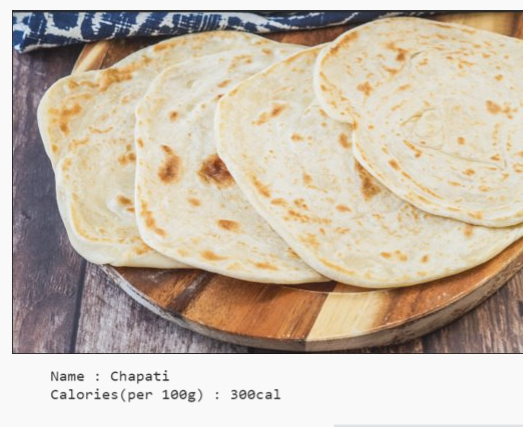 Name : Chapati
Calories(per 100g) : 300cal